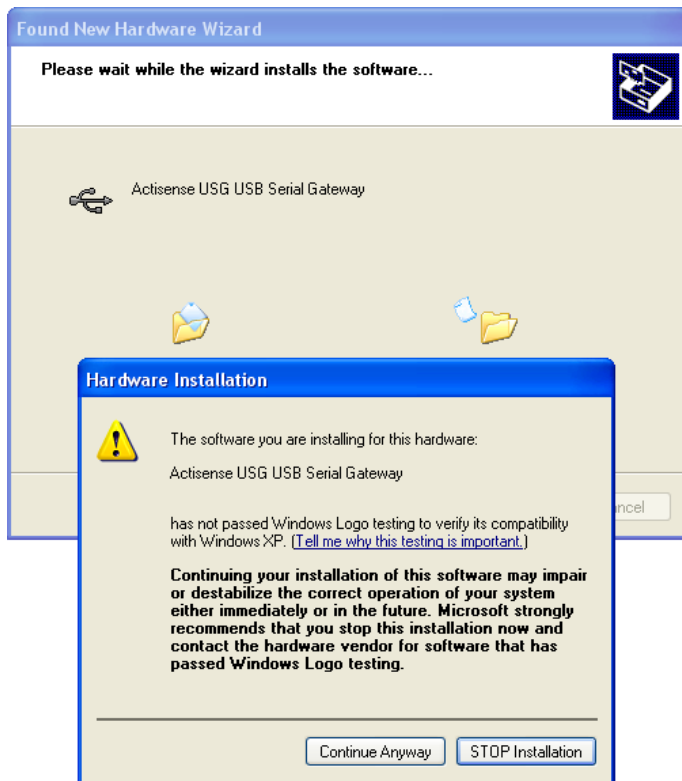 Found New Hardware Wizard
Please wait while the wizard installs the software...
Actisense USG USB Serial Gateway
Hardware Installation
The software you are installing for this hardware:
Actisense USG USB Serial Gateway
has not passed Windows Logo testing to verify its compatibility
with Windows XP. (Tell me why this testing is important.)
Continuing your installation of this software may impair
or destabilize the correct operation of your system
either immediately or in the future. Microsoft strongly
recommends that you stop this installation now and
contact the hardware vendor for software that has
passed Windows Logo testing.
Continue Anyway
STOP Installation